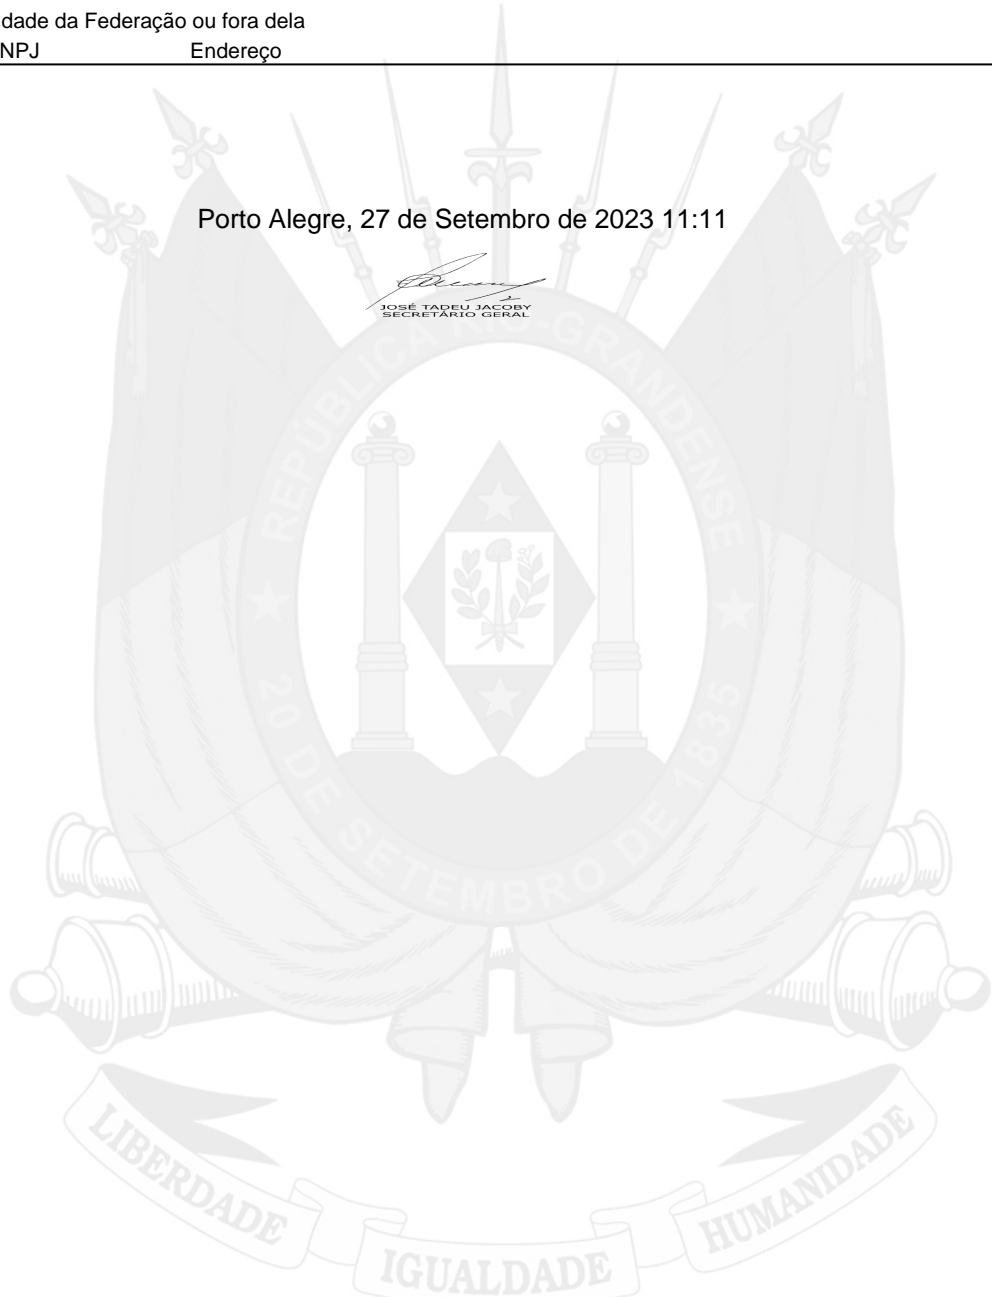 dade da Federação ou fora dela
NPJ Endereço
Porto Alegre, 27 de Setembro de 2023 11:11
JOSÉ TADEU JACOBY
SECRETÁRIO GERAL
REPÚBLICA RIO-GRANDENSE
20 DE SETEMBRO DE 1835
LIBERDADE
IGUALDADE
HUMANIDADE